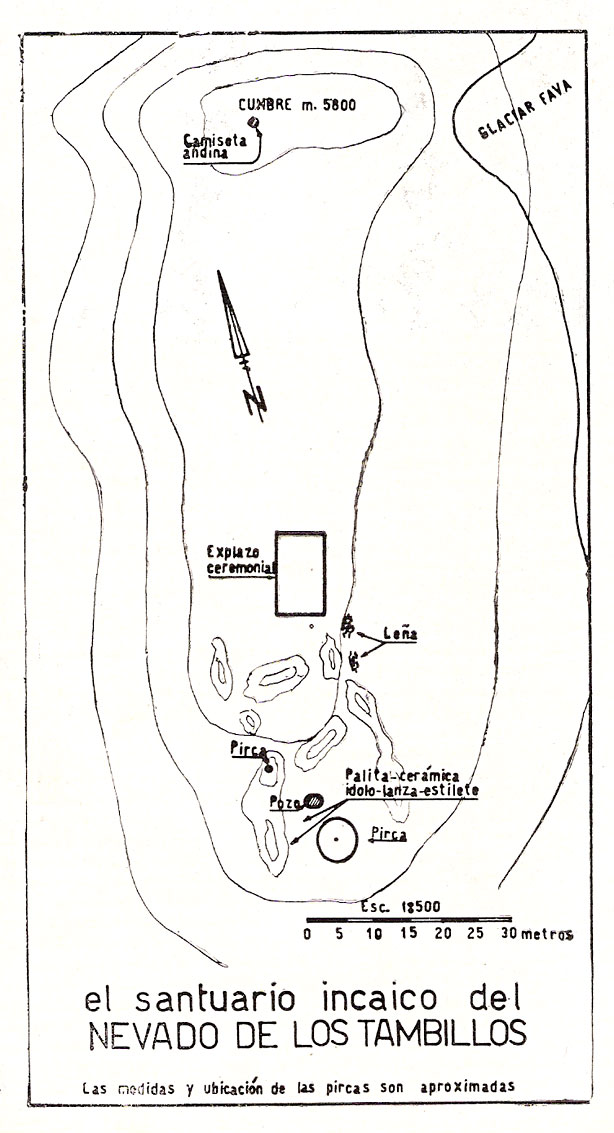 CUMBRE m. 5800
GLACIAR FAVA
Camiseta
andina
N
Explazo
ceremonial
Leña
Pirca
Palita-cerámica
idolo-lanza-estilete
Pozo
Pirca
Esc. 1:500
0 5 10 15 20 25 30 metros
el santuario incaico del
NEVADO DE LOS TAMBILLOS
Las medidas y ubicación de las pircas son aproximadas